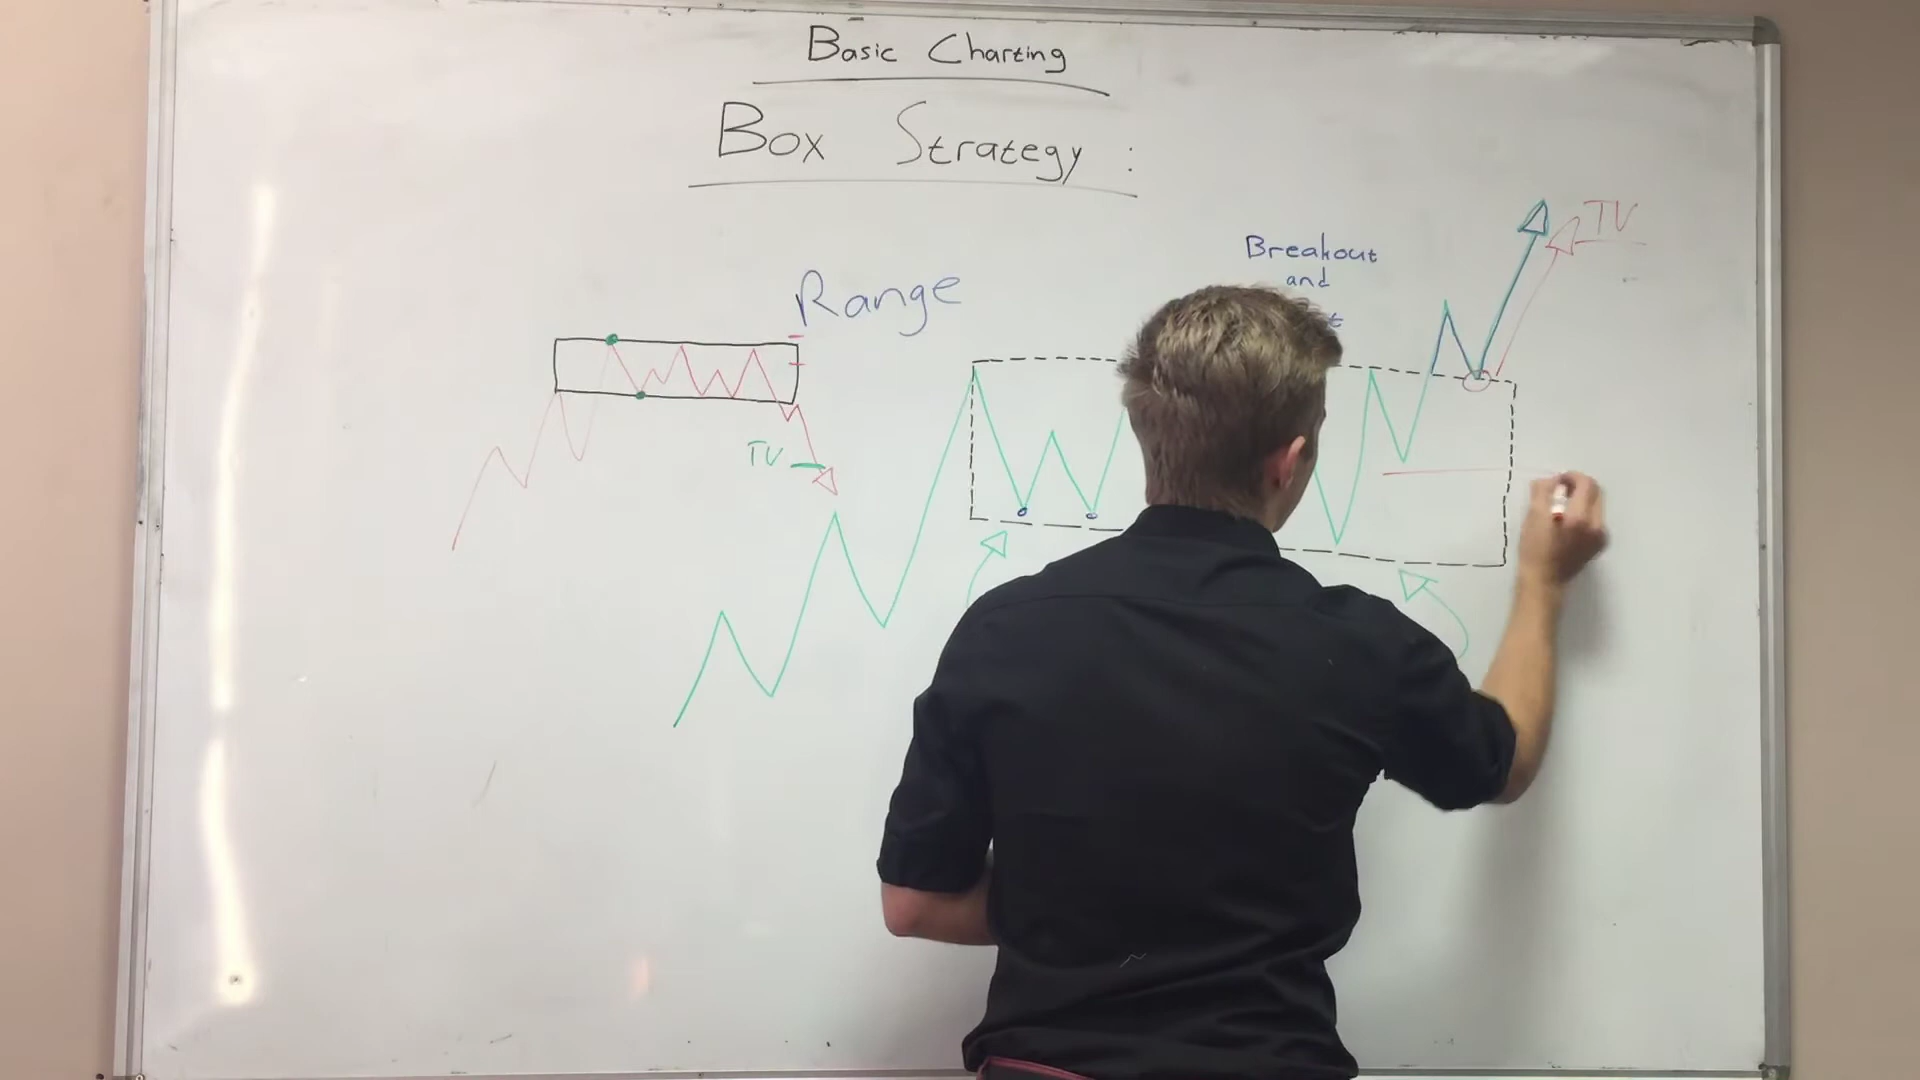 Basic Charting
Box Strategy :
TV
Breakout
and
Range
TV